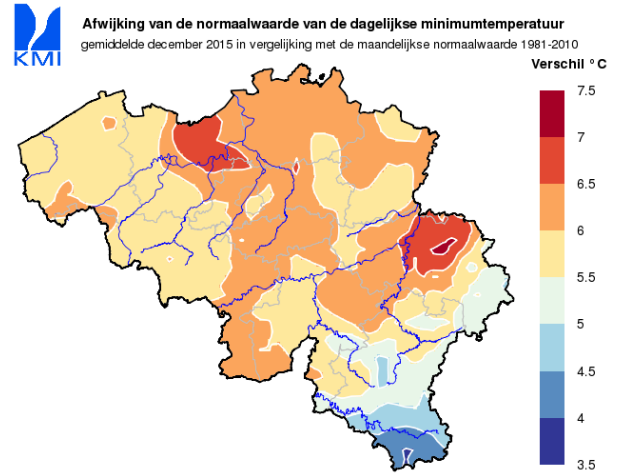 Afwijking van de normaalwaarde van de dagelijkse minimumtemperatuur
gemiddelde december 2015 in vergelijking met de maandelijkse normaalwaarde 1981-2010
KMI
Verschil °C
7.5
7
6.5
6
5.5
5
4.5
4
3.5